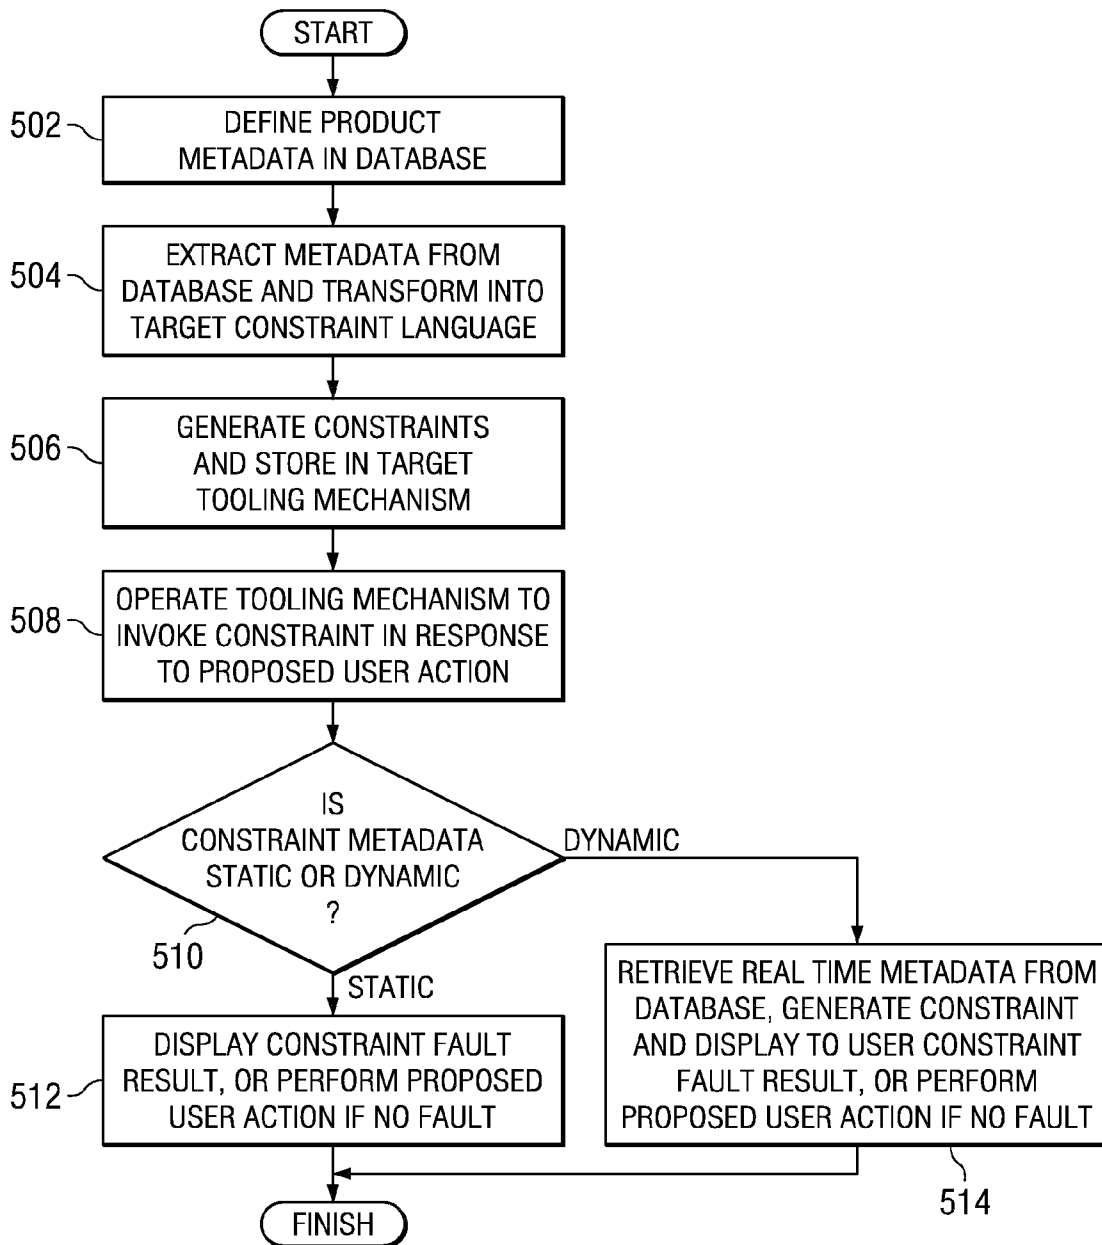 START
502
DEFINE PRODUCT
METADATA IN DATABASE
504
EXTRACT METADATA FROM
DATABASE AND TRANSFORM INTO
TARGET CONSTRAINT LANGUAGE
506
GENERATE CONSTRAINTS
AND STORE IN TARGET
TOOLING MECHANISM
508
OPERATE TOOLING MECHANISM TO
INVOKE CONSTRAINT IN RESPONSE
TO PROPOSED USER ACTION
IS
CONSTRAINT METADATA
STATIC OR DYNAMIC
?
510
DYNAMIC
STATIC
512
DISPLAY CONSTRAINT FAULT
RESULT, OR PERFORM PROPOSED
USER ACTION IF NO FAULT
RETRIEVE REAL TIME METADATA FROM
DATABASE, GENERATE CONSTRAINT
AND DISPLAY TO USER CONSTRAINT
FAULT RESULT, OR PERFORM
PROPOSED USER ACTION IF NO FAULT
514
FINISH